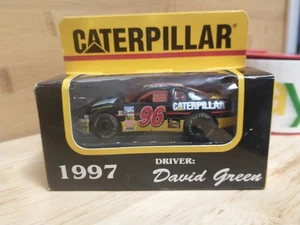 CATERPILLAR
CATERPILLAR
96
1997
DRIVER:
David Green